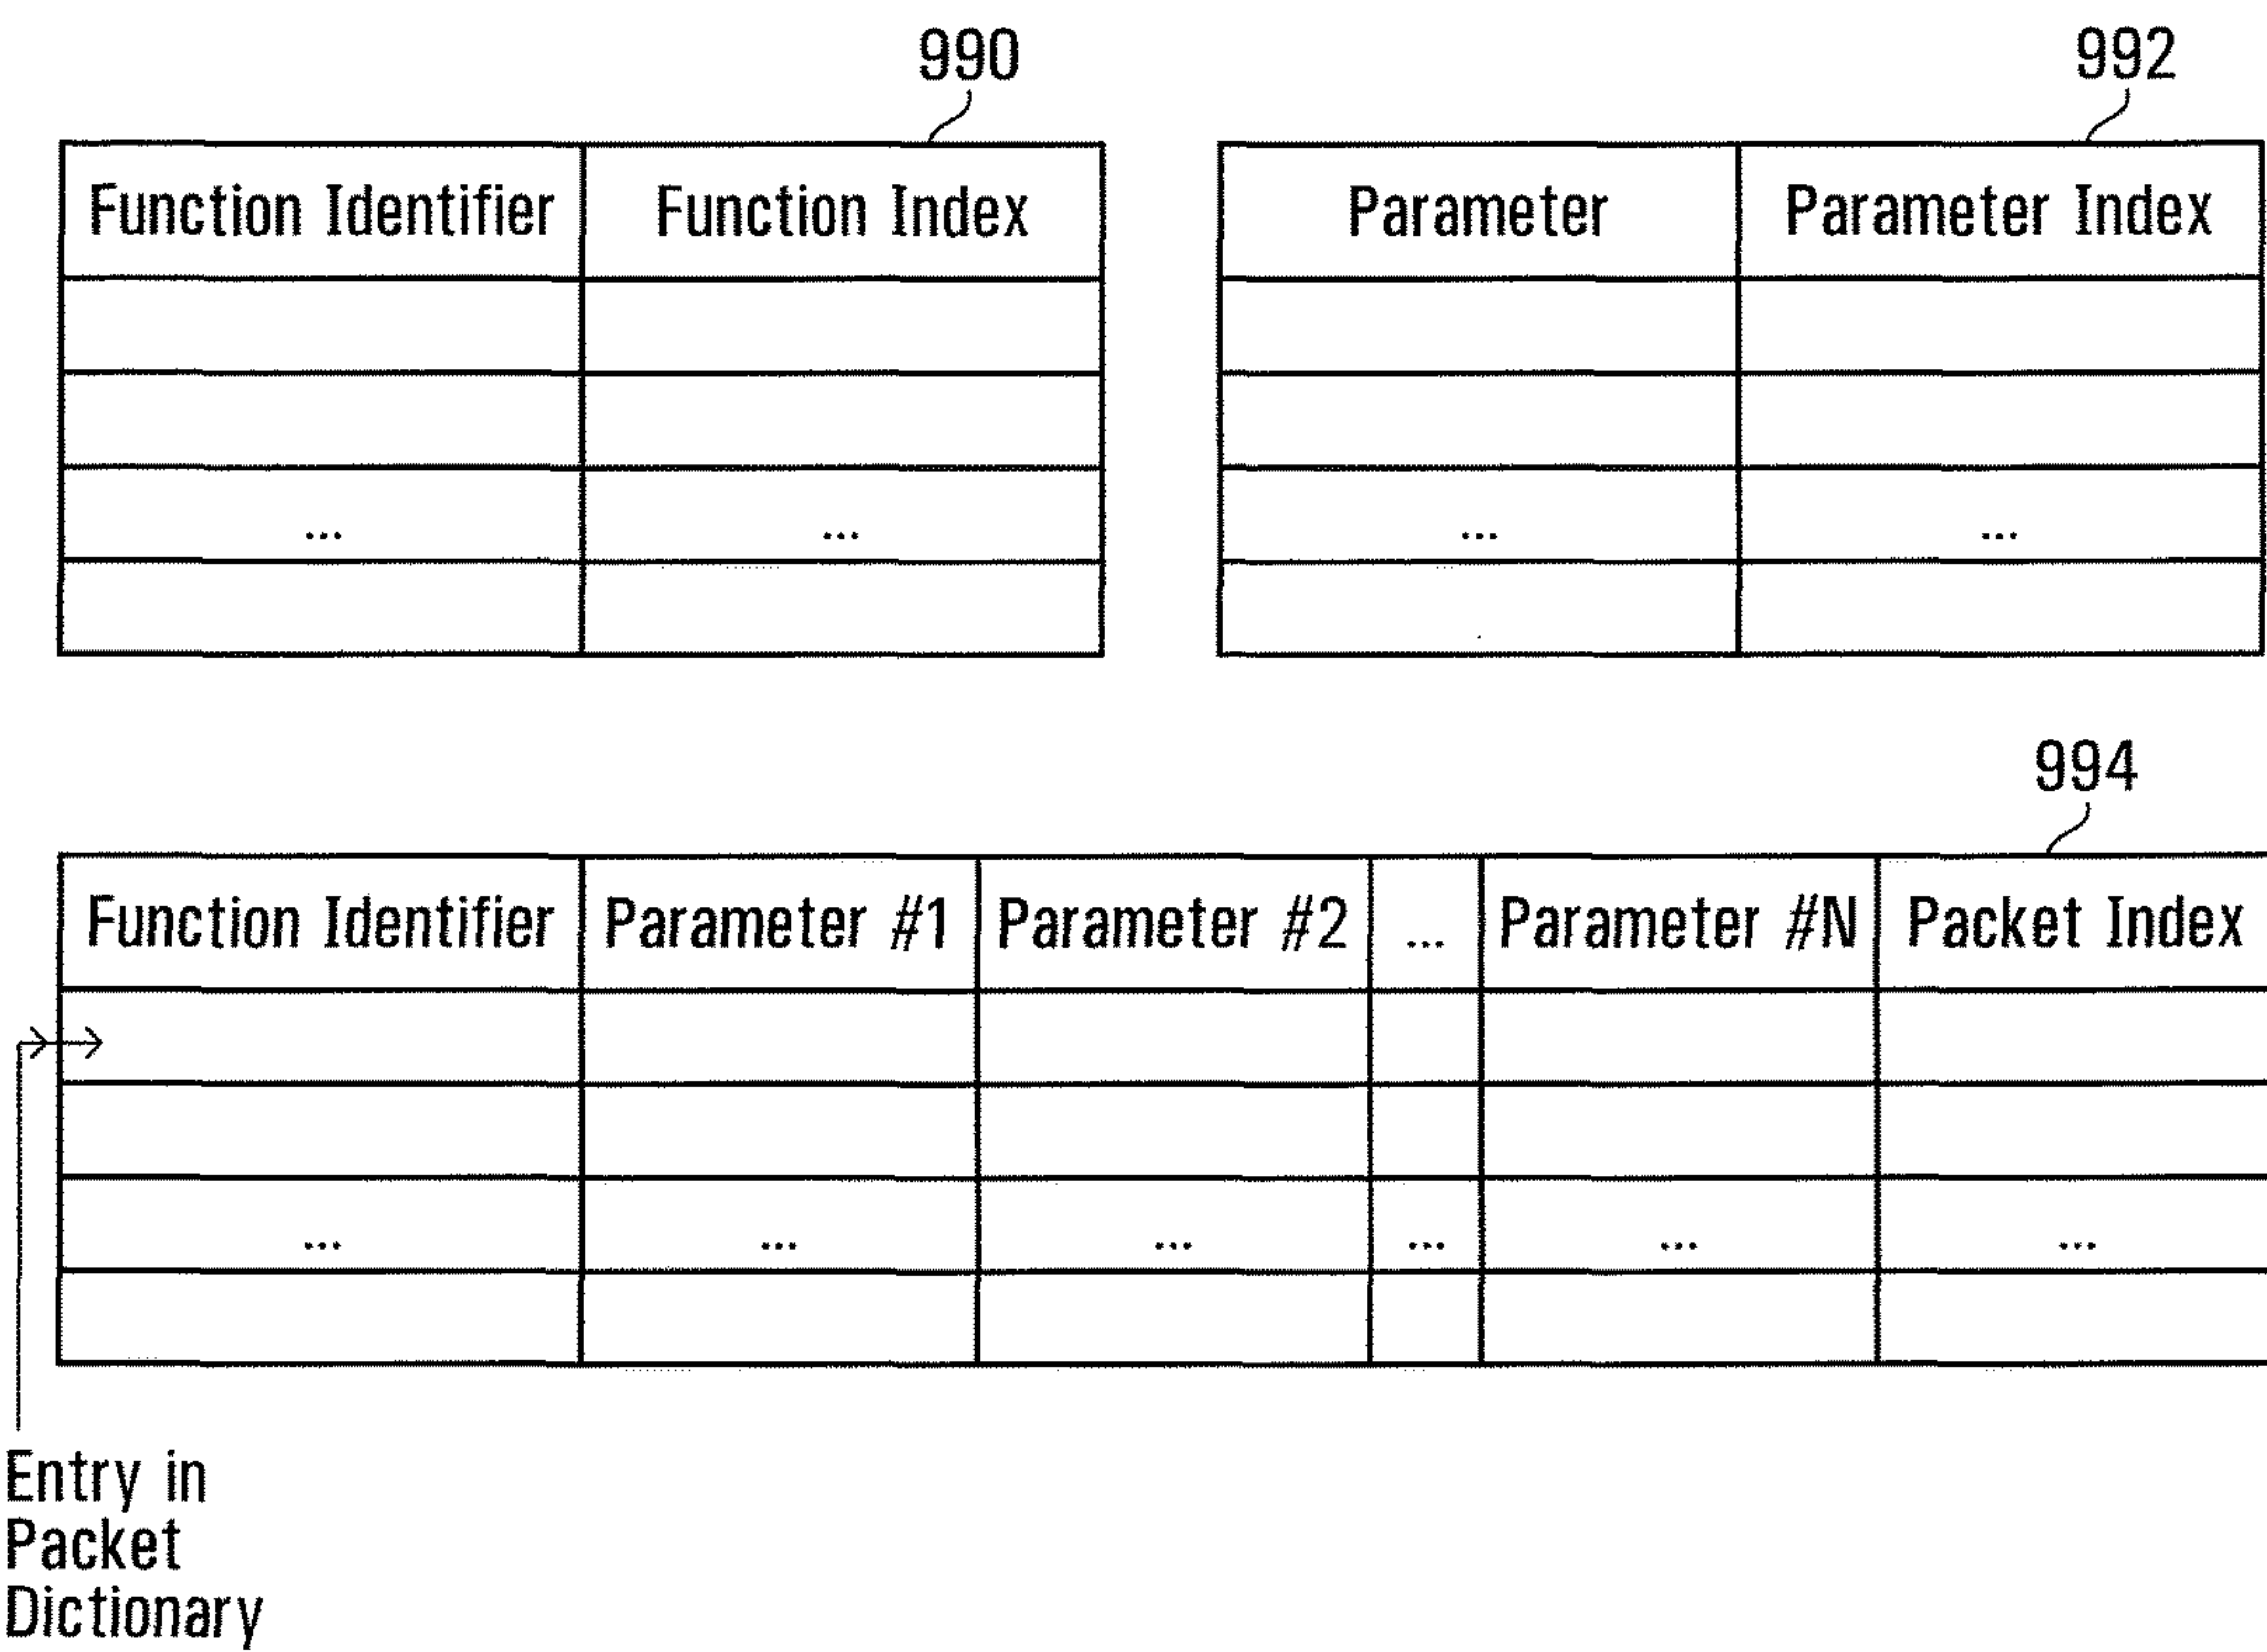 990
992
Function Identifier Function Index
Parameter Parameter Index
... ...
... ...
994
Function Identifier Parameter #1 Parameter #2 ... Parameter #N Packet Index
... ... ... ... ... ...
Entry in
Packet
Dictionary